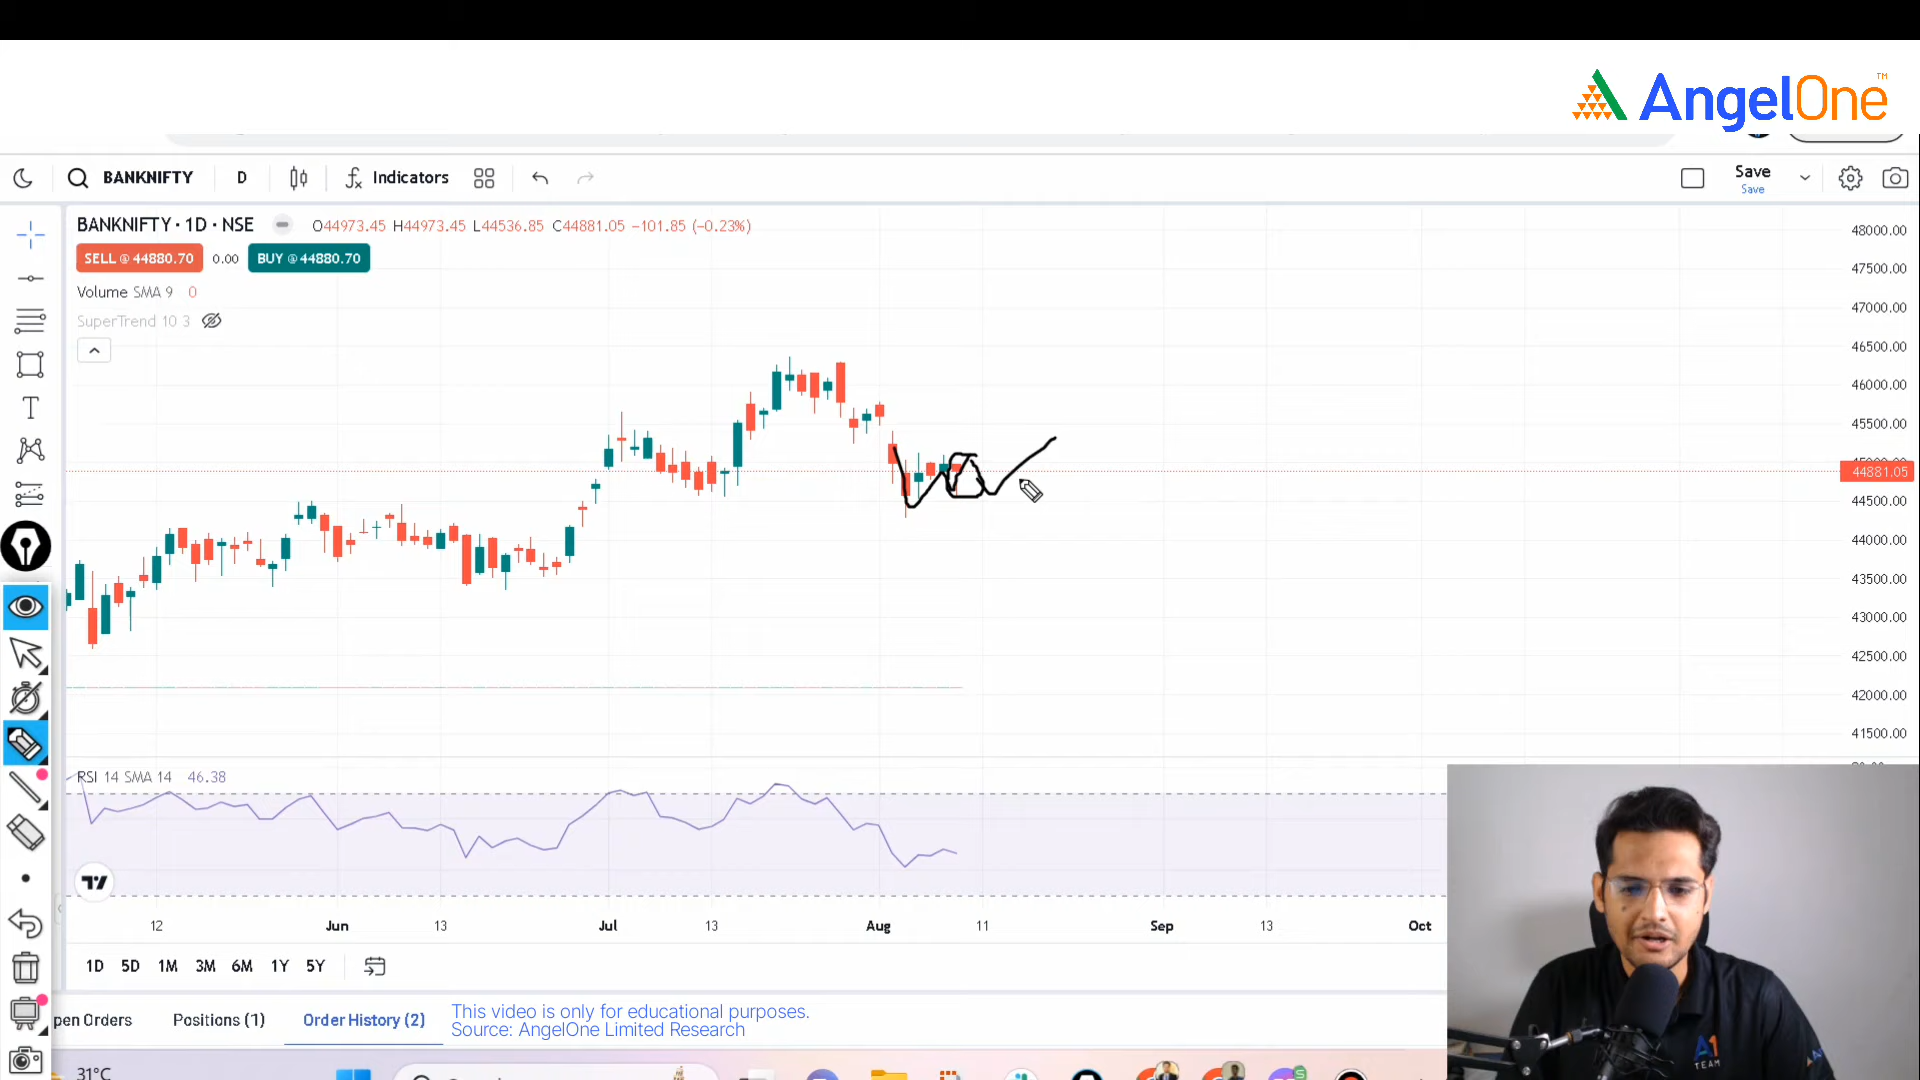 AngelOne™
BANKNIFTY D Indicators Save
Save
BANKNIFTY · 1D · NSE O44973.45 H44973.45 L44536.85 C44881.05 −101.85 (−0.23%)
SELL @ 44880.70 0.00 BUY @ 44880.70
Volume SMA 9 0
SuperTrend 10 3
48000.00
47500.00
47000.00
46500.00
46000.00
45500.00
44881.05
44500.00
44000.00
43500.00
43000.00
42500.00
42000.00
41500.00
RSI 14 SMA 14 46.38
12 Jun 13 Jul 13 Aug 11 Sep 13 Oct
1D 5D 1M 3M 6M 1Y 5Y
pen Orders Positions (1) Order History (2)
This video is only for educational purposes.
Source: AngelOne Limited Research
31°C
A1
TEAM